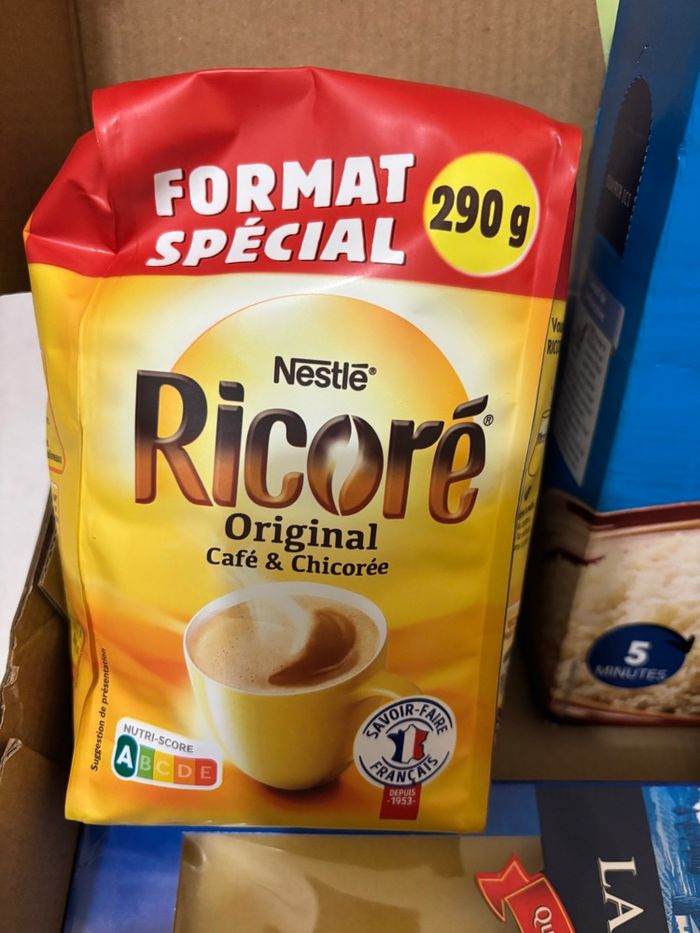 FORMAT
SPÉCIAL
290 g
Nestlé®
Ricoré®
Original
Café & Chicorée
Suggestion de présentation
NUTRI-SCORE
A B C D E
SAVOIR-FAIRE
FRANÇAIS
DEPUIS
-1953-
5
MINUTES
LA